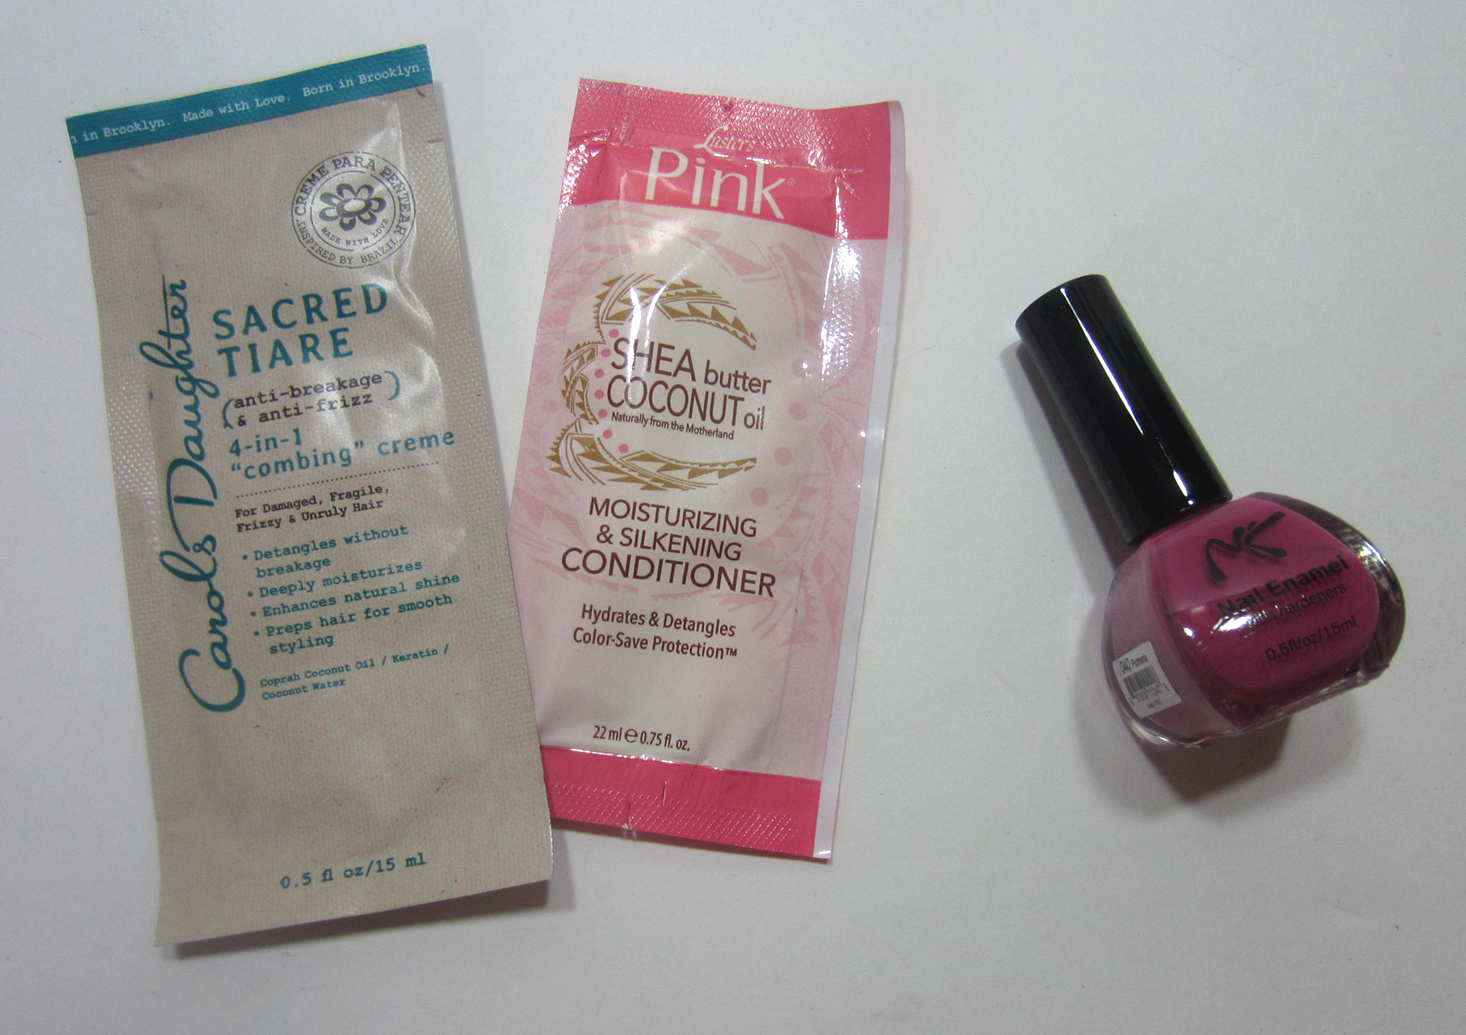 n in Brooklyn. Made with Love. Born in Brooklyn.
CREME PARA PENTEAR
INSPIRED BY BRAZIL
MADE WITH LOVE
Carol's Daughter
SACRED
TIARE
(anti-breakage
& anti-frizz)
4-in-1
“combing” creme
For Damaged, Fragile,
Frizzy & Unruly Hair
• Detangles without
breakage
• Deeply moisturizes
• Enhances natural shine
• Preps hair for smooth
styling
Coprah Coconut Oil / Keratin /
Coconut Water
0.5 fl oz/15 ml
Luster's
Pink®
SHEA butter
COCONUT oil
Naturally from the Motherland
MOISTURIZING
& SILKENING
CONDITIONER
Hydrates & Detangles
Color-Save Protection™
22 ml ℮ 0.75 fl. oz.
NK
Nail Enamel
with hardeners
0.5fl/oz/15ml
040